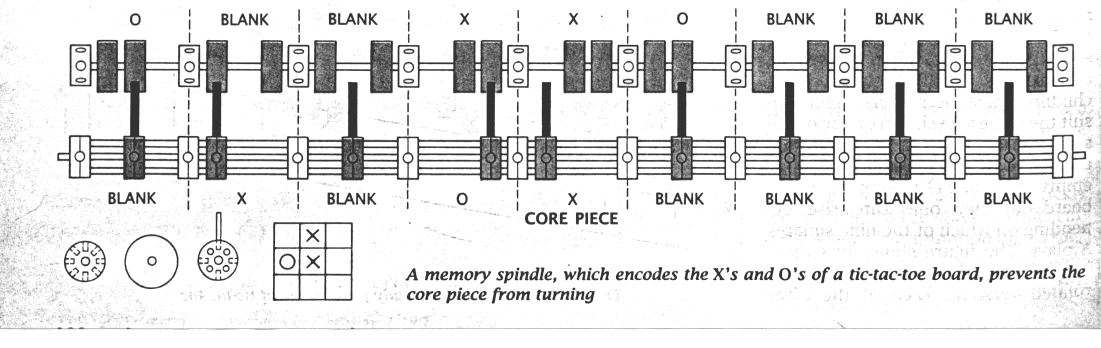 O BLANK BLANK X X O BLANK BLANK BLANK
BLANK X BLANK O X BLANK BLANK BLANK BLANK
CORE PIECE
X
O X
A memory spindle, which encodes the X's and O's of a tic-tac-toe board, prevents the
core piece from turning